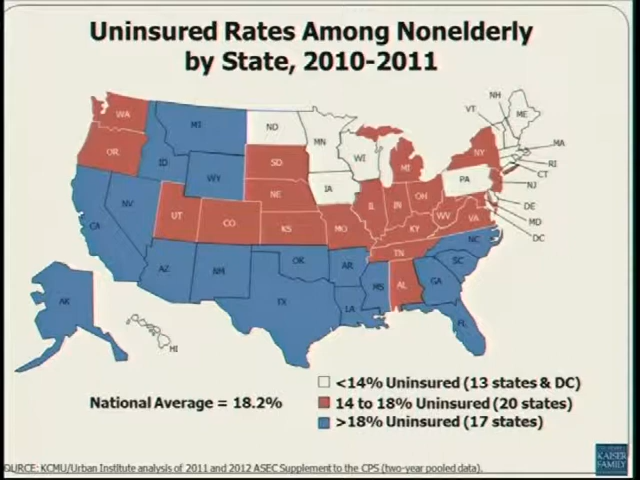 Uninsured Rates Among Nonelderly
by State, 2010-2011
NH
VT
ME
WA
MT
ND
MN
MA
OR
ID
SD
WI
MI
NY
RI
CT
WY
IA
PA
NJ
NV
NE
IL
IN
OH
DE
CA
UT
CO
KS
MO
KY
WV
VA
MD
DC
AZ
NM
OK
AR
TN
NC
SC
AK
TX
LA
MS
AL
GA
FL
HI
<14% Uninsured (13 states & DC)
National Average = 18.2%
14 to 18% Uninsured (20 states)
>18% Uninsured (17 states)
KAISER
FAMILY
OURCE: KCMU/Urban Institute analysis of 2011 and 2012 ASEC Supplement to the CPS (two-year pooled data).